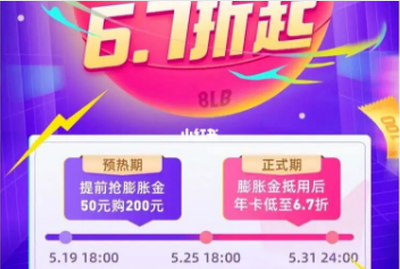 6.7折起
8LB
小红书
100
预热期
正式期
提前抢膨胀金
50元购200元
膨胀金抵用后
年卡低至6.7折
5.19 18:00
5.25 18:00
5.31 24:00